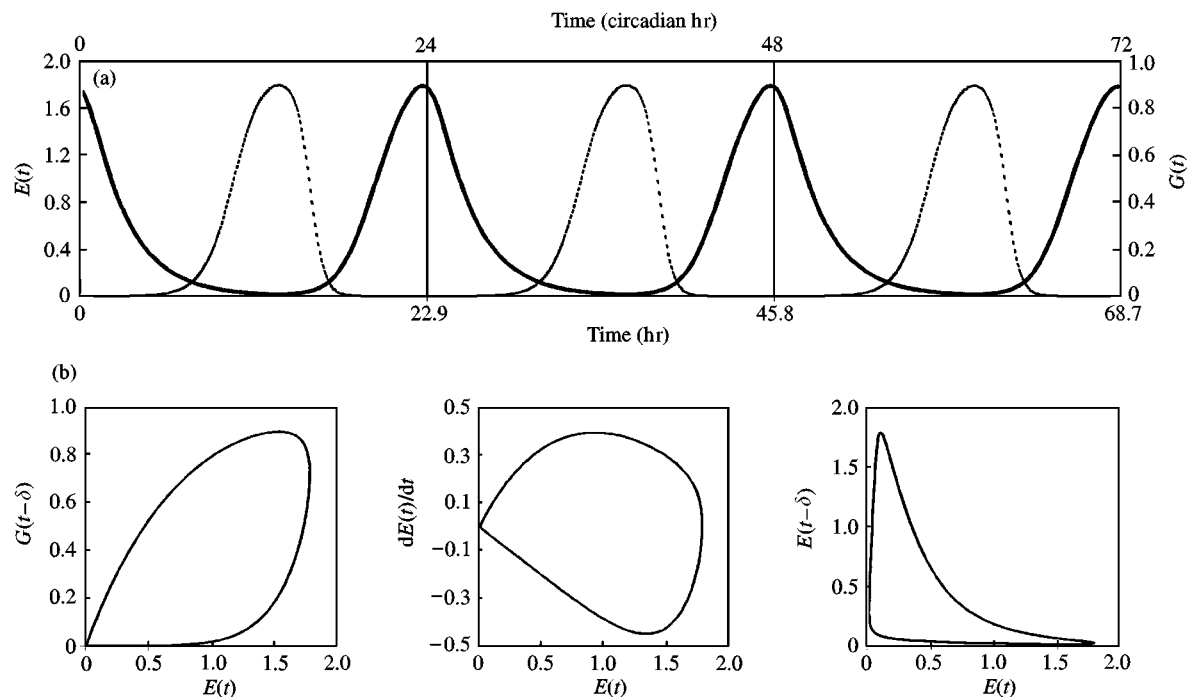 Time (circadian hr)
0 24 48 72
(a)
2.0 1.6 1.2 0.8 0.4 0
E(t)
1.0 0.8 0.6 0.4 0.2 0
G(t)
0 22.9 45.8 68.7
Time (hr)
(b)
1.0 0.8 0.6 0.4 0.2 0
G(t−δ)
0 0.5 1.0 1.5 2.0
E(t)
0.5 0.3 0.1 −0.1 −0.3 −0.5
dE(t)/dt
0 0.5 1.0 1.5 2.0
E(t)
2.0 1.5 1.0 0.5 0
E(t−δ)
0 0.5 1.0 1.5 2.0
E(t)